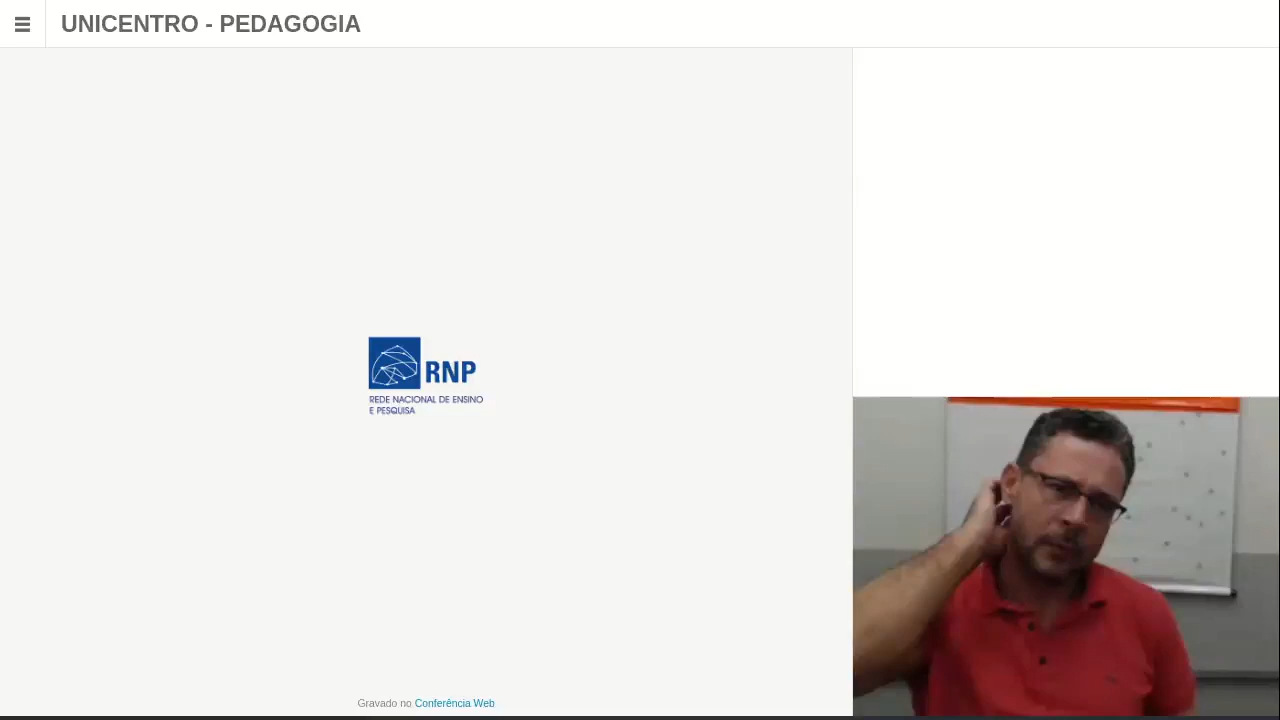 UNICENTRO - PEDAGOGIA
RNP
REDE NACIONAL DE ENSINO
E PESQUISA
Gravado no Conferência Web